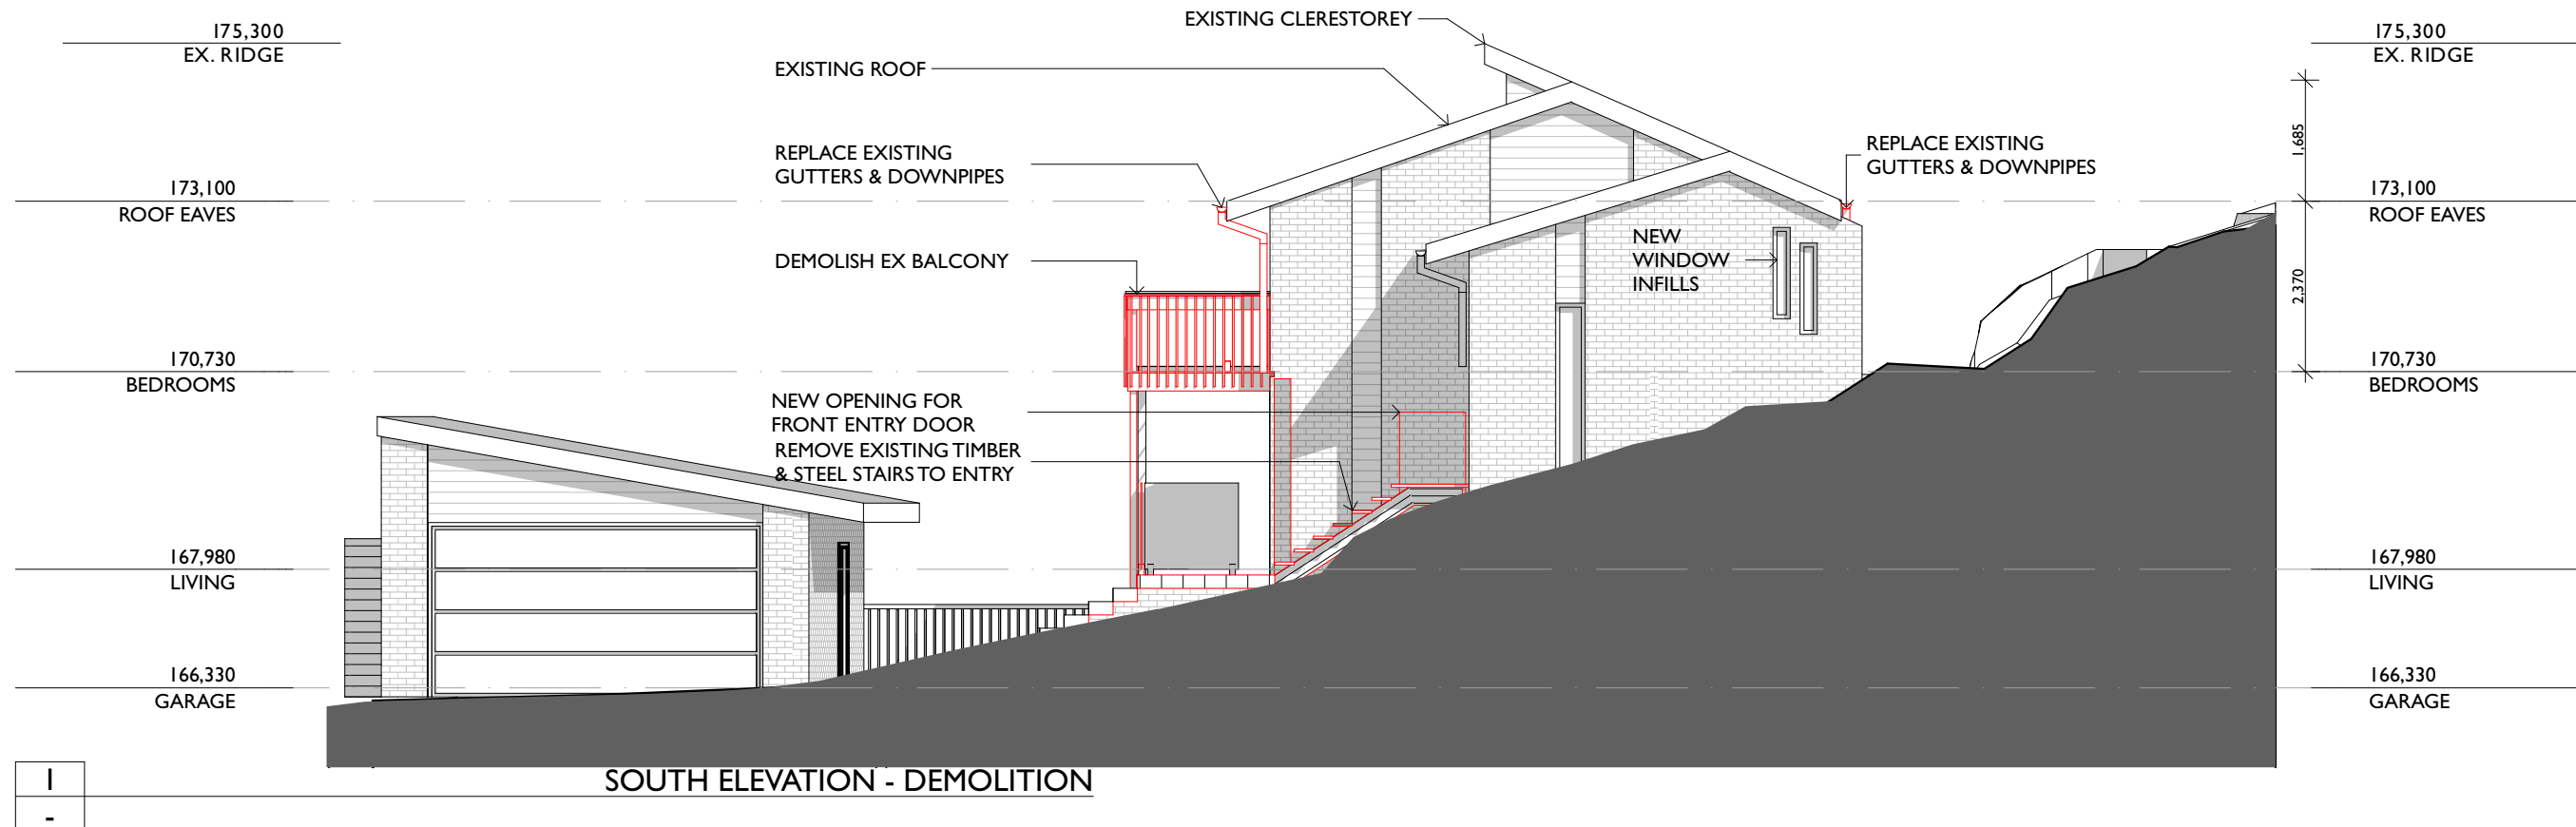 175,300
EX. RIDGE
EXISTING CLERESTOREY
175,300
EX. RIDGE
EXISTING ROOF
REPLACE EXISTING
GUTTERS & DOWNPIPES
REPLACE EXISTING
GUTTERS & DOWNPIPES
1,685
173,100
ROOF EAVES
173,100
ROOF EAVES
DEMOLISH EX BALCONY
NEW
WINDOW
INFILLS
2,370
170,730
BEDROOMS
170,730
BEDROOMS
NEW OPENING FOR
FRONT ENTRY DOOR
REMOVE EXISTING TIMBER
& STEEL STAIRS TO ENTRY
167,980
LIVING
167,980
LIVING
166,330
GARAGE
166,330
GARAGE
1
-
SOUTH ELEVATION - DEMOLITION